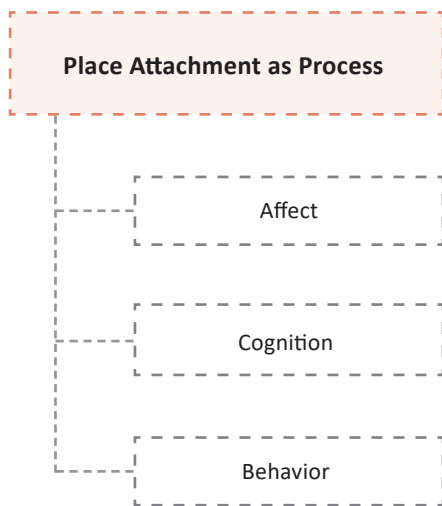 Place Attachment as Process
Affect
Cognition
Behavior